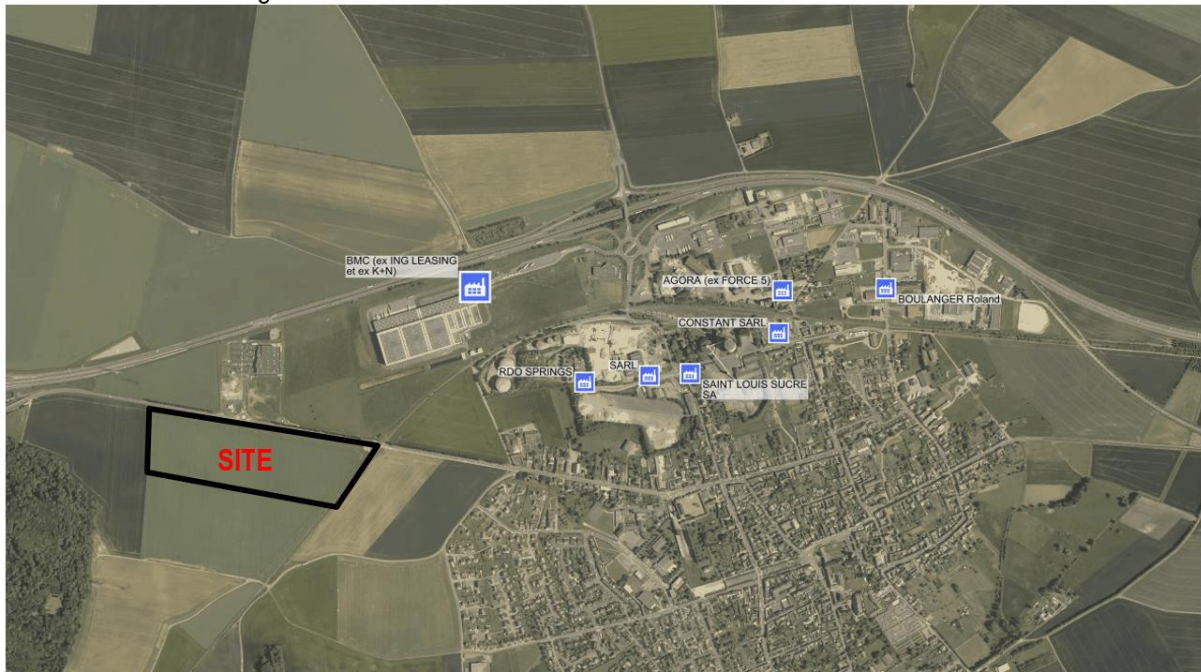 BMC (ex ING LEASING
et ex K+N)
AGORA (ex FORCE 5)
BOULANGER Roland
CONSTANT SARL
RDO SPRINGS
SARL
SAINT LOUIS SUCRE
SA
SITE